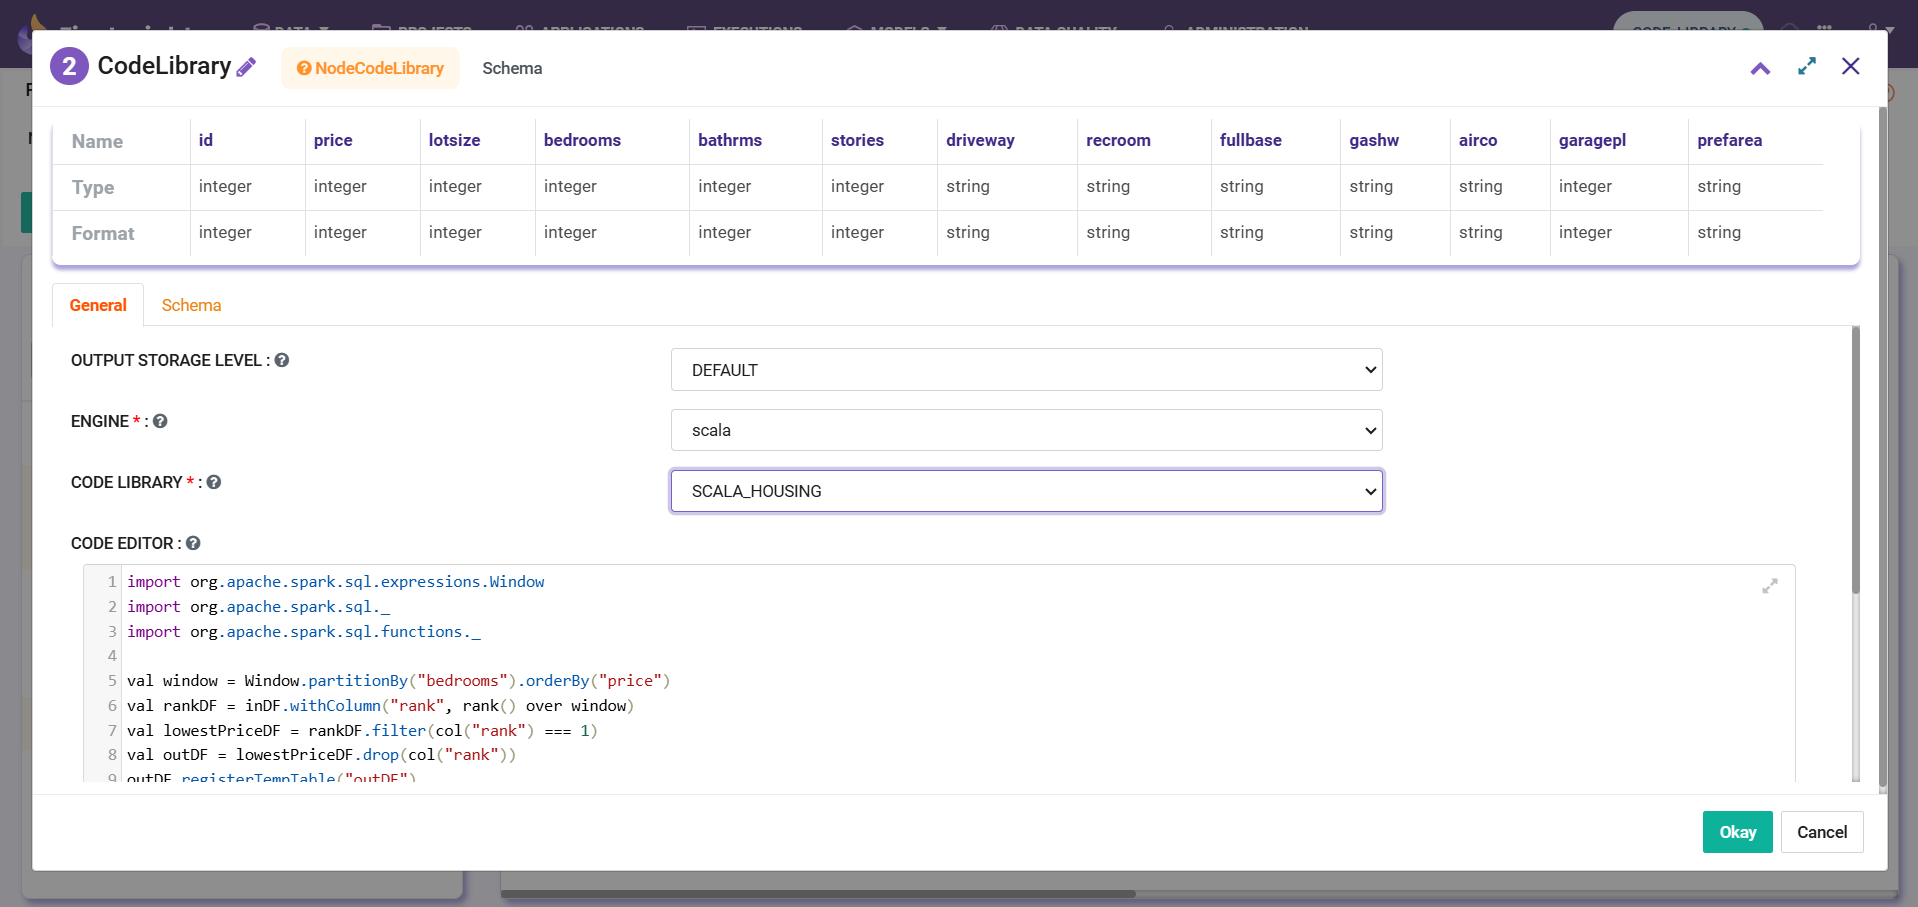 2 CodeLibrary NodeCodeLibrary Schema
Name id price lotsize bedrooms bathrms stories driveway recroom fullbase gashw airco garagepl prefarea
Type integer integer integer integer integer integer string string string string string integer string
Format integer integer integer integer integer integer string string string string string integer string
General Schema
OUTPUT STORAGE LEVEL : DEFAULT
ENGINE * : scala
CODE LIBRARY * : SCALA_HOUSING
CODE EDITOR :
1 import org.apache.spark.sql.expressions.Window
2 import org.apache.spark.sql._
3 import org.apache.spark.sql.functions._
4
5 val window = Window.partitionBy("bedrooms").orderBy("price")
6 val rankDF = inDF.withColumn("rank", rank() over window)
7 val lowestPriceDF = rankDF.filter(col("rank") === 1)
8 val outDF = lowestPriceDF.drop(col("rank"))
9 outDF.registerTempTable("outDF")
Okay Cancel